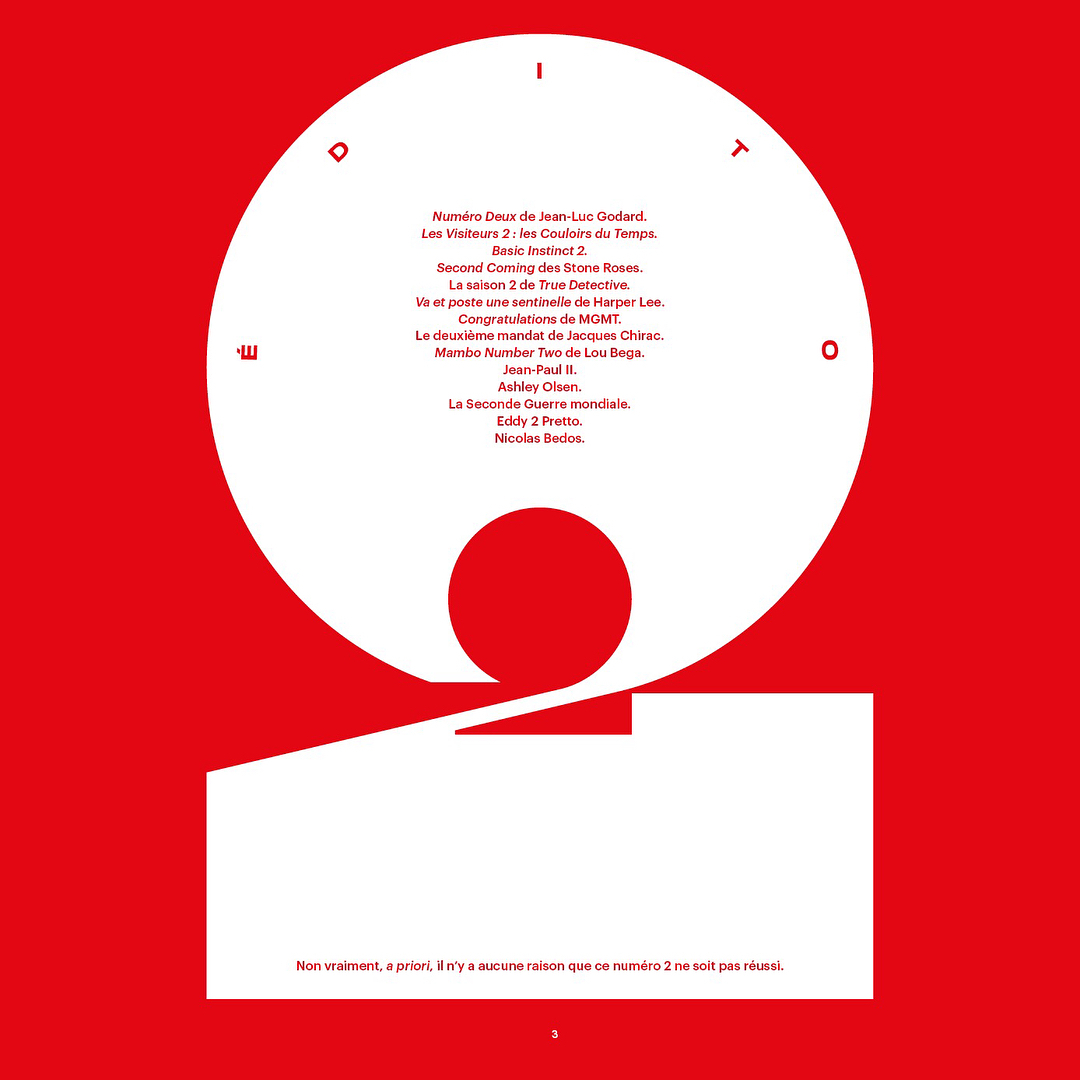 ÉDITO
Numéro Deux de Jean-Luc Godard.
Les Visiteurs 2 : les Couloirs du Temps.
Basic Instinct 2.
Second Coming des Stone Roses.
La saison 2 de True Detective.
Va et poste une sentinelle de Harper Lee.
Congratulations de MGMT.
Le deuxième mandat de Jacques Chirac.
Mambo Number Two de Lou Bega.
Jean-Paul II.
Ashley Olsen.
La Seconde Guerre mondiale.
Eddy 2 Pretto.
Nicolas Bedos.
Non vraiment, a priori, il n’y a aucune raison que ce numéro 2 ne soit pas réussi.
3